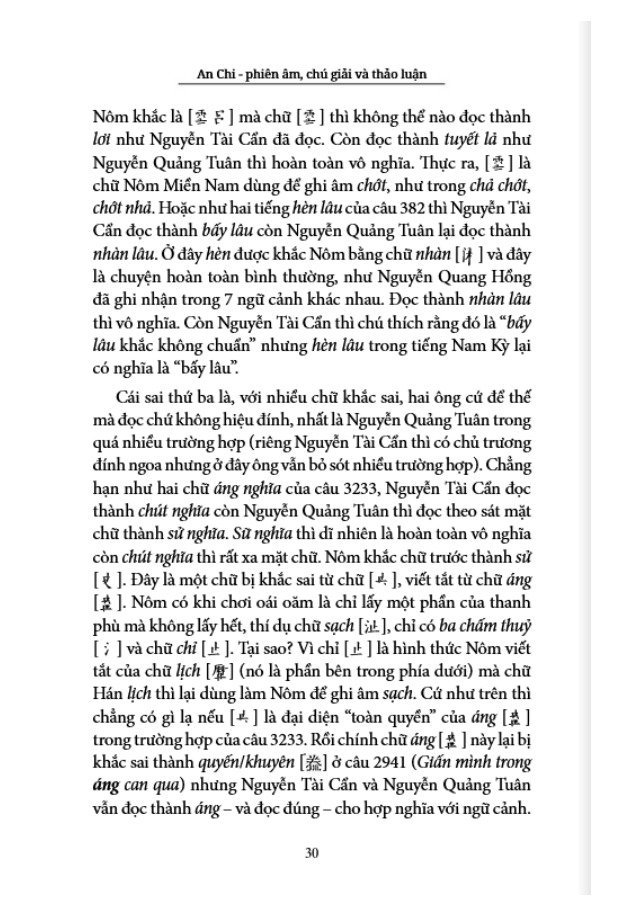 An Chi - phiên âm, chú giải và thảo luận
Nôm khắc là [ ] mà chữ [ ] thì không thể nào đọc thành
lơi như Nguyễn Tài Cẩn đã đọc. Còn đọc thành tuyết lả như
Nguyễn Quảng Tuân thì hoàn toàn vô nghĩa. Thực ra, [ ] là
chữ Nôm Miền Nam dùng để ghi âm chớt, như trong chả chớt,
chớt nhả. Hoặc như hai tiếng hèn lâu của câu 382 thì Nguyễn Tài
Cẩn đọc thành bấy lâu còn Nguyễn Quảng Tuân lại đọc thành
nhàn lâu. Ở đây hèn được khắc Nôm bằng chữ nhàn [ ] và đây
là chuyện hoàn toàn bình thường, như Nguyễn Quang Hồng
đã ghi nhận trong 7 ngữ cảnh khác nhau. Đọc thành nhàn lâu
thì vô nghĩa. Còn Nguyễn Tài Cẩn thì chú thích rằng đó là “bấy
lâu khắc không chuẩn” nhưng hèn lâu trong tiếng Nam Kỳ lại
có nghĩa là “bấy lâu”.
Cái sai thứ ba là, với nhiều chữ khắc sai, hai ông cứ để thế
mà đọc chứ không hiệu đính, nhất là Nguyễn Quảng Tuân trong
quá nhiều trường hợp (riêng Nguyễn Tài Cẩn thì có chủ trương
đính ngoa nhưng ở đây ông vẫn bỏ sót nhiều trường hợp). Chẳng
hạn như hai chữ áng nghĩa của câu 3233, Nguyễn Tài Cẩn đọc
thành chút nghĩa còn Nguyễn Quảng Tuân thì đọc theo sát mặt
chữ thành sử nghĩa. Sử nghĩa thì dĩ nhiên là hoàn toàn vô nghĩa
còn chút nghĩa thì rất xa mặt chữ. Nôm khắc chữ trước thành sử
[ ]. Đây là một chữ bị khắc sai từ chữ [ ], viết tắt từ chữ áng
[ ]. Nôm có khi chơi oái oăm là chỉ lấy một phần của thanh
phù mà không lấy hết, thí dụ chữ sạch [沚], chỉ có ba chấm thuỷ
[氵] và chữ chỉ [止]. Tại sao? Vì chỉ [止] là hình thức Nôm viết
tắt của chữ lịch [ ] (nó là phần bên trong phía dưới) mà chữ
Hán lịch thì lại dùng làm Nôm để ghi âm sạch. Cứ như trên thì
chẳng có gì lạ nếu [ ] là đại diện “toàn quyền” của áng [ ]
trong trường hợp của câu 3233. Rồi chính chữ áng [ ] này lại bị
khắc sai thành quyến/khuyên [ ] ở câu 2941 (Giấn mình trong
áng can qua) nhưng Nguyễn Tài Cẩn và Nguyễn Quảng Tuân
vẫn đọc thành áng – và đọc đúng – cho hợp nghĩa với ngữ cảnh.
30